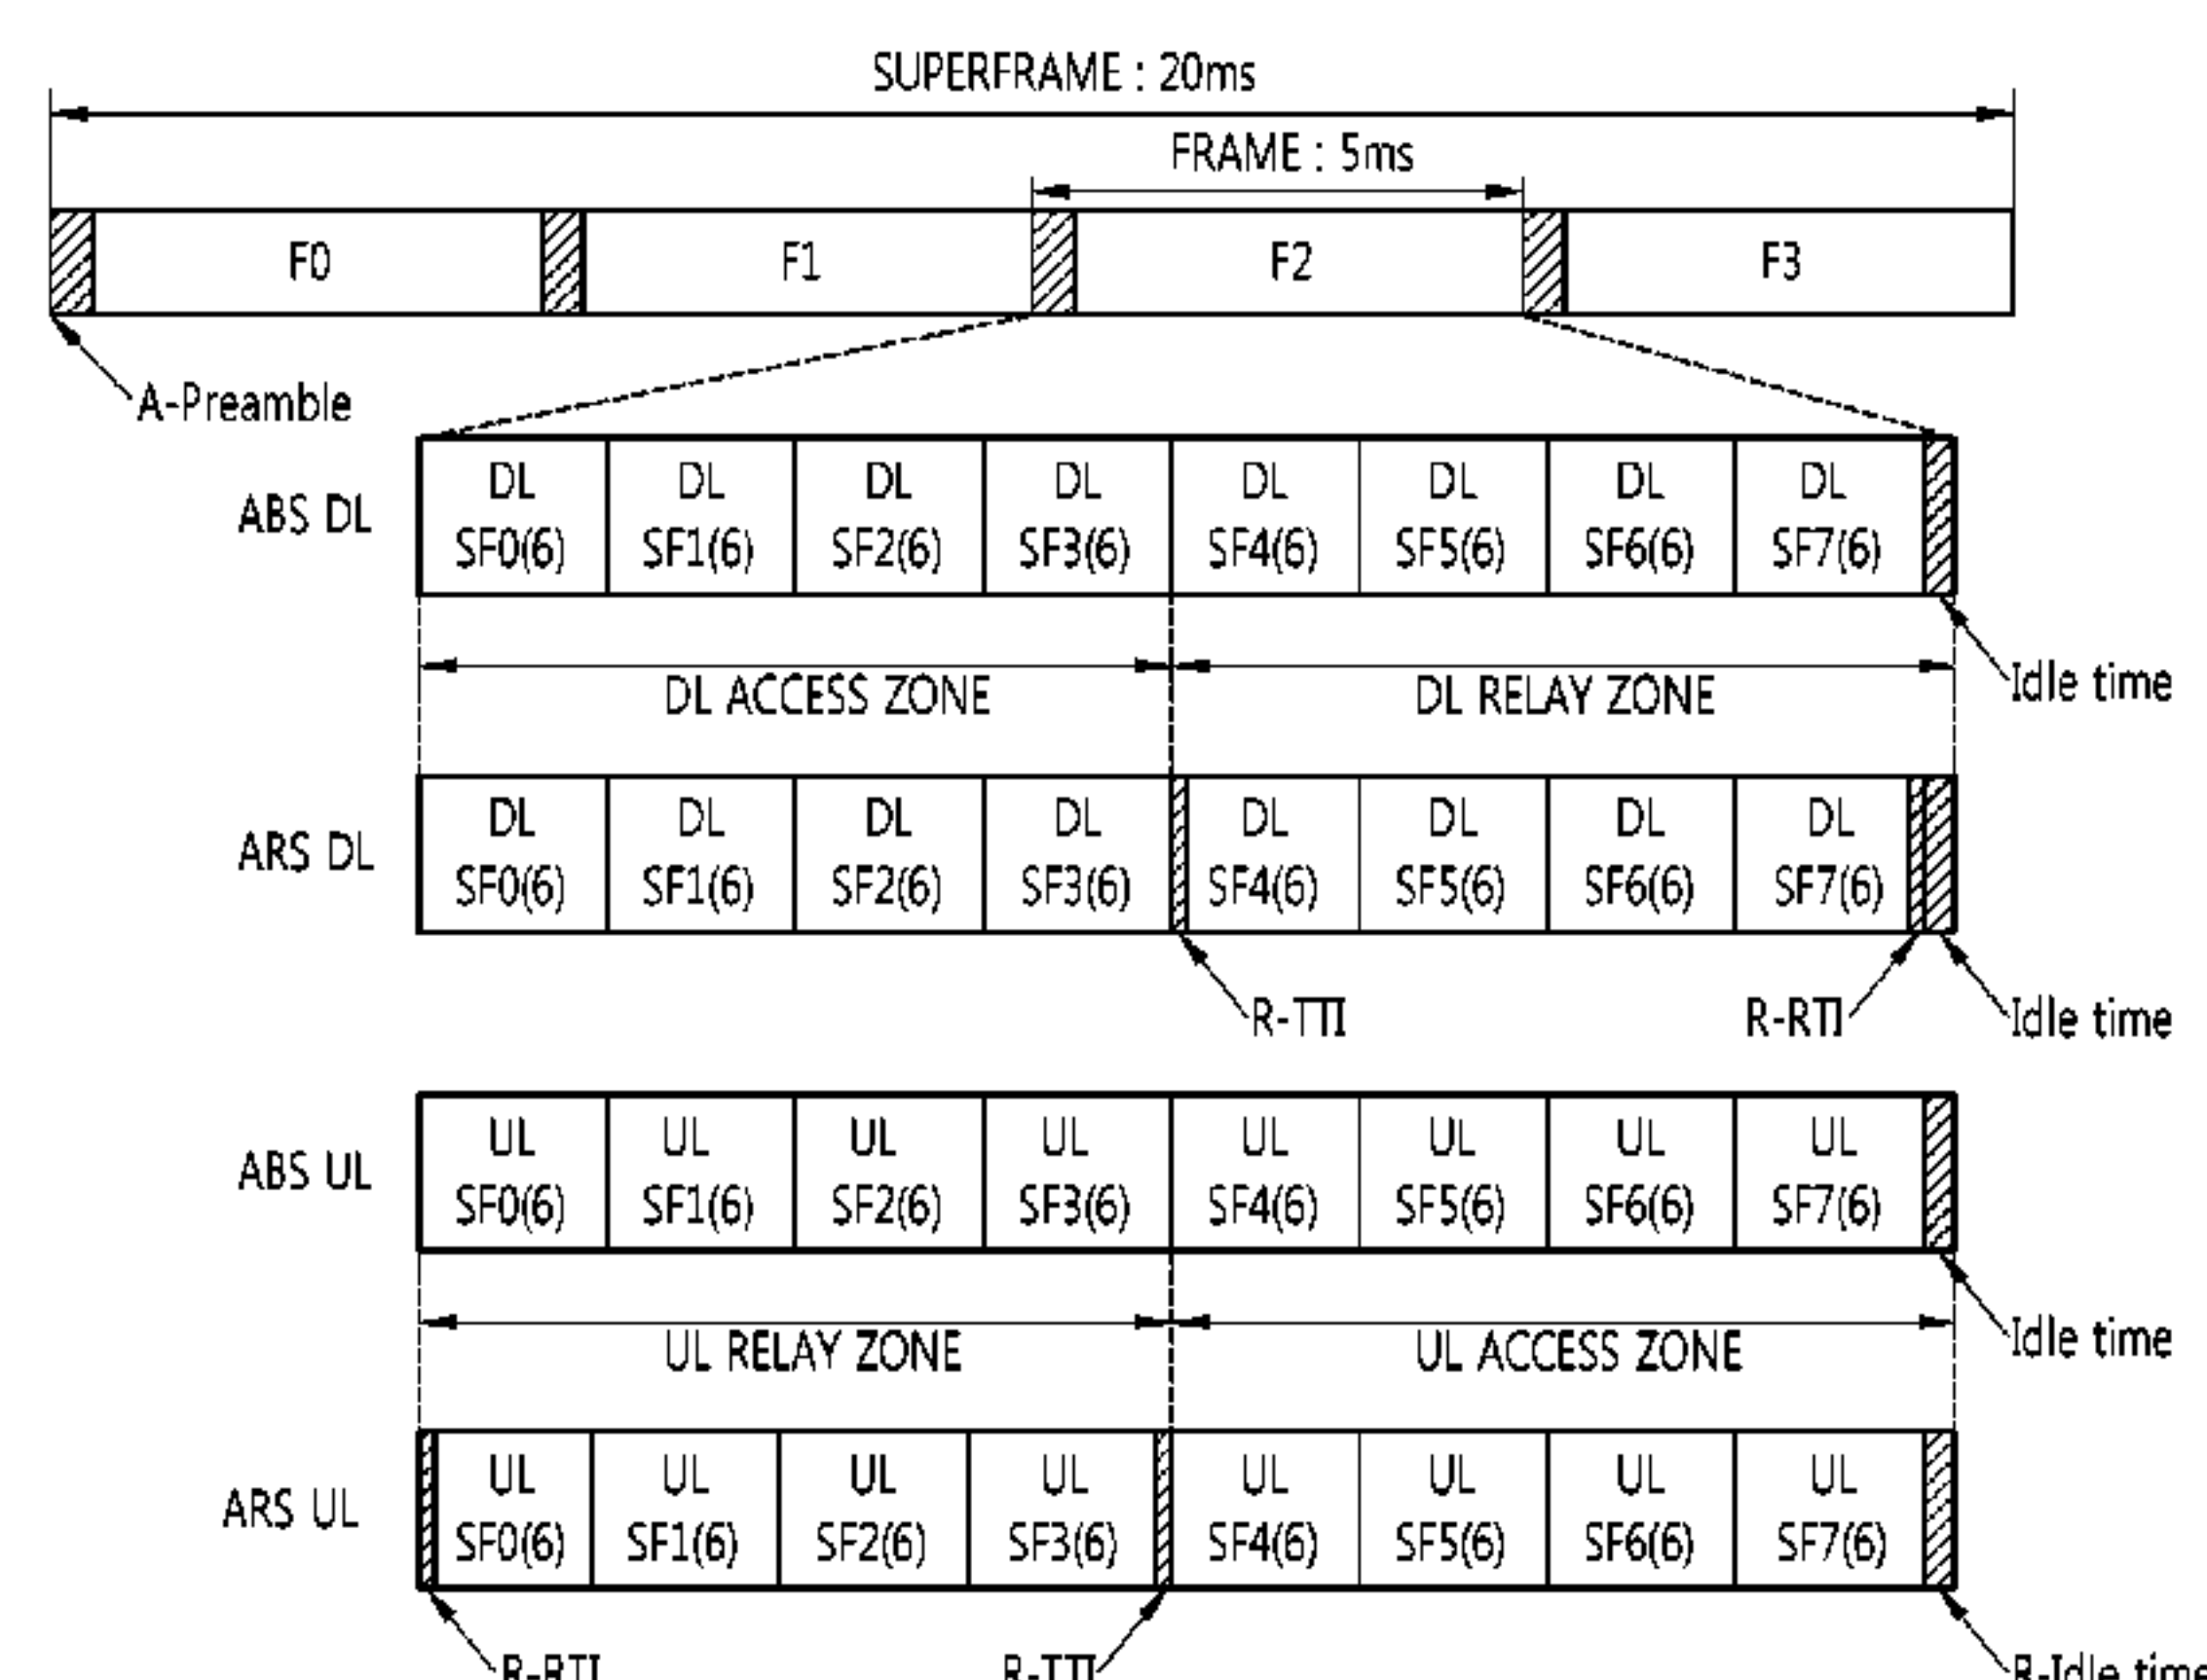 SUPERFRAME : 20ms
FRAME : 5ms
F0 F1 F2 F3
A-Preamble
ABS DL
DL DL DL DL DL DL DL DL
SF0(6) SF1(6) SF2(6) SF3(6) SF4(6) SF5(6) SF6(6) SF7(6)
DL ACCESS ZONE DL RELAY ZONE Idle time
ARS DL
DL DL DL DL DL DL DL DL
SF0(6) SF1(6) SF2(6) SF3(6) SF4(6) SF5(6) SF6(6) SF7(6)
R-TTI R-RTI Idle time
ABS UL
UL UL UL UL UL UL UL UL
SF0(6) SF1(6) SF2(6) SF3(6) SF4(6) SF5(6) SF6(6) SF7(6)
UL RELAY ZONE UL ACCESS ZONE Idle time
ARS UL
UL UL UL UL UL UL UL UL
SF0(6) SF1(6) SF2(6) SF3(6) SF4(6) SF5(6) SF6(6) SF7(6)
R-RTI R-TTI R-Idle time